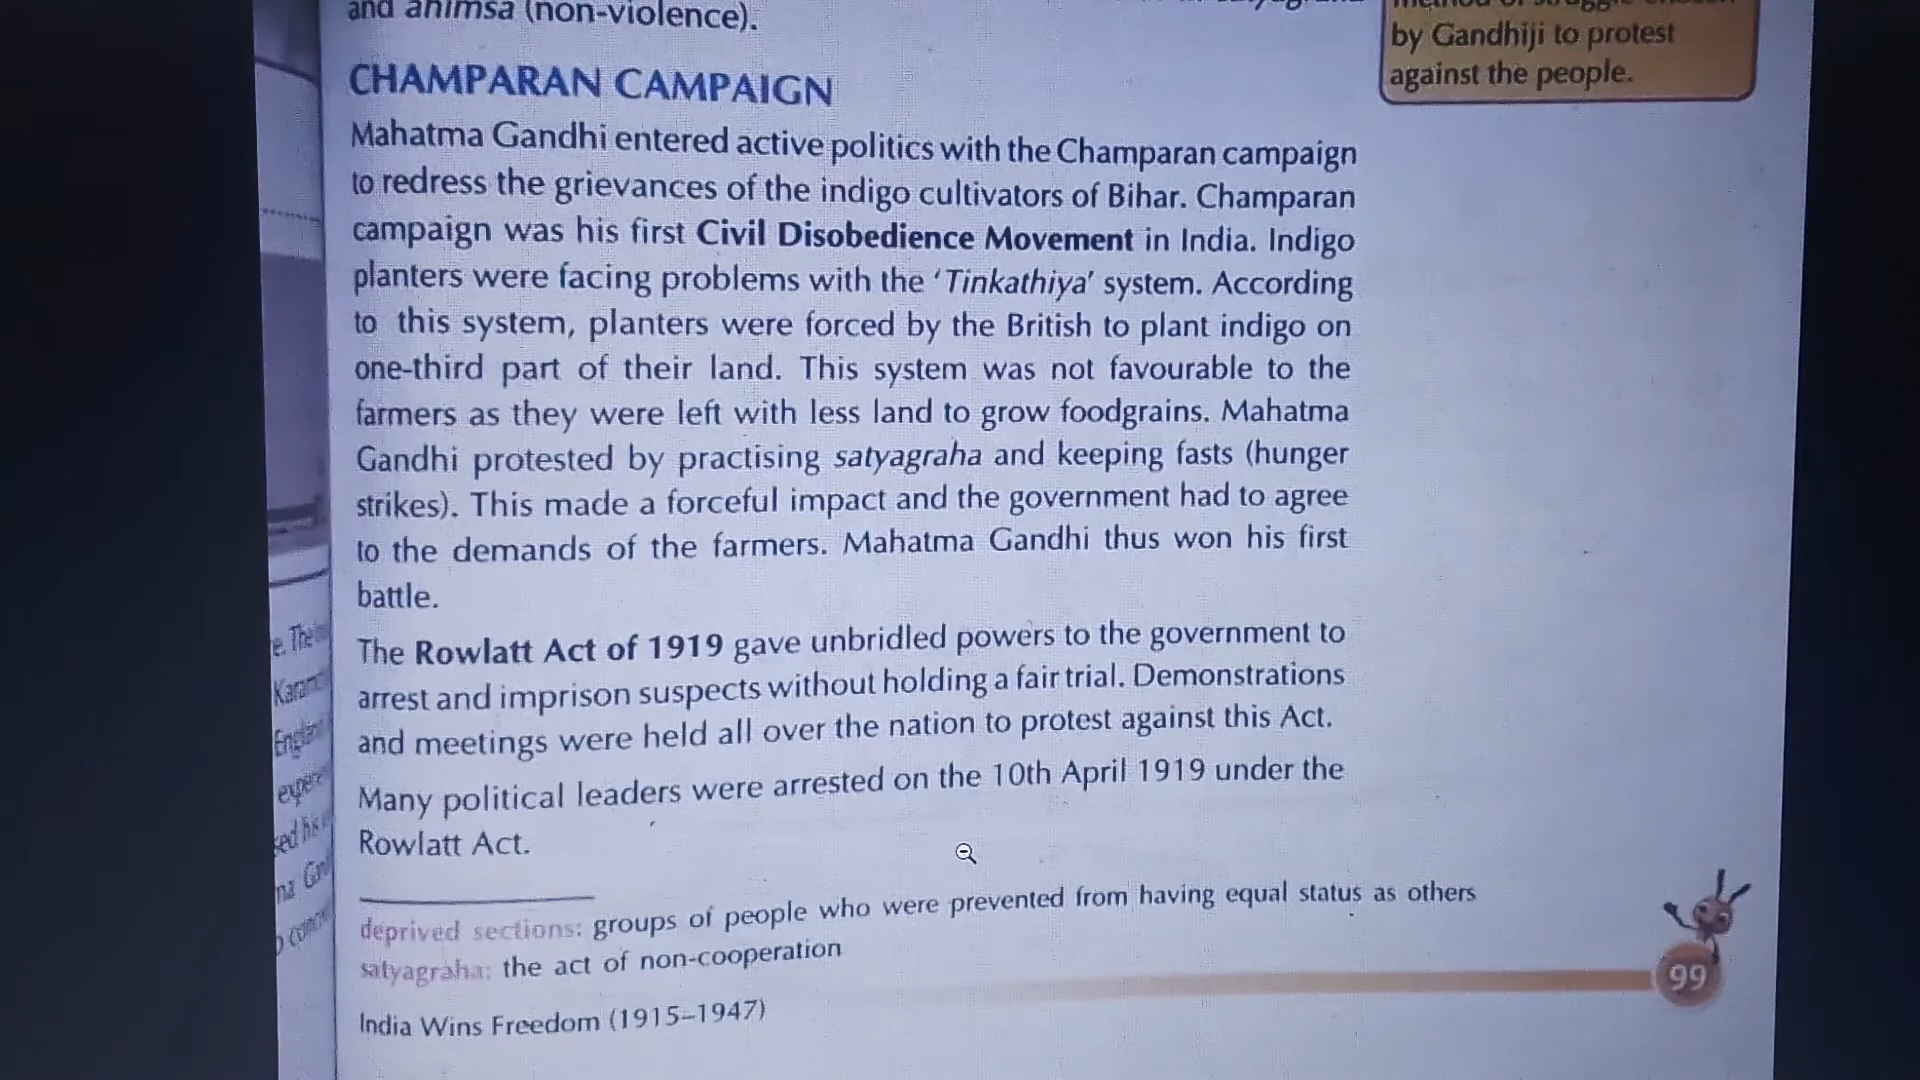 and ahimsa (non-violence).
by Gandhiji to protest
against the people.
CHAMPARAN CAMPAIGN
Mahatma Gandhi entered active politics with the Champaran campaign
to redress the grievances of the indigo cultivators of Bihar. Champaran
campaign was his first Civil Disobedience Movement in India. Indigo
planters were facing problems with the 'Tinkathiya' system. According
to this system, planters were forced by the British to plant indigo on
one-third part of their land. This system was not favourable to the
farmers as they were left with less land to grow foodgrains. Mahatma
Gandhi protested by practising satyagraha and keeping fasts (hunger
strikes). This made a forceful impact and the government had to agree
to the demands of the farmers. Mahatma Gandhi thus won his first
battle.
The Rowlatt Act of 1919 gave unbridled powers to the government to
arrest and imprison suspects without holding a fair trial. Demonstrations
and meetings were held all over the nation to protest against this Act.
Many political leaders were arrested on the 10th April 1919 under the
Rowlatt Act.
deprived sections: groups of people who were prevented from having equal status as others
satyagraha: the act of non-cooperation
99
India Wins Freedom (1915–1947)